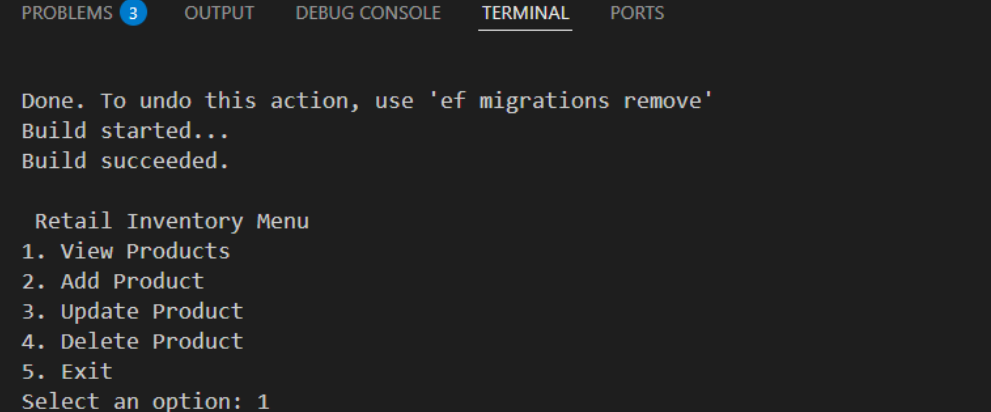 PROBLEMS 3 OUTPUT DEBUG CONSOLE TERMINAL PORTS
Done. To undo this action, use 'ef migrations remove'
Build started...
Build succeeded.
Retail Inventory Menu
1. View Products
2. Add Product
3. Update Product
4. Delete Product
5. Exit
Select an option: 1